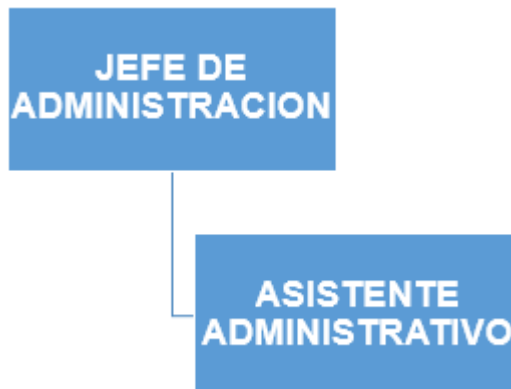 JEFE DE
ADMINISTRACION
ASISTENTE
ADMINISTRATIVO